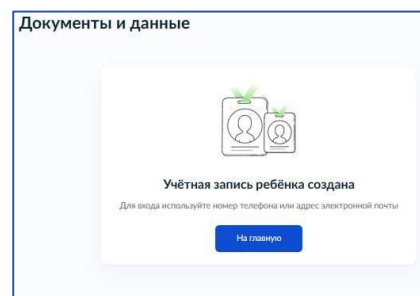 Документы и данные
Учётная запись ребёнка создана
Для входа используйте номер телефона или адрес электронной почты
На главную